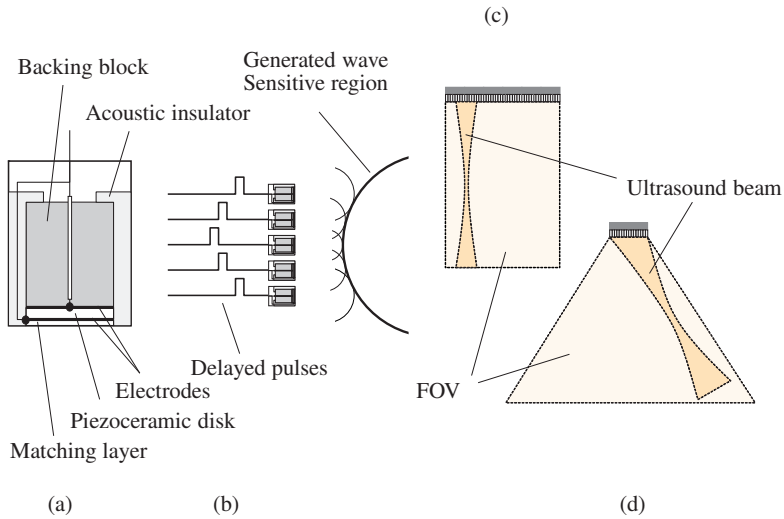 (c)
Backing block
Generated wave
Sensitive region
Acoustic insulator
Ultrasound beam
Delayed pulses
Electrodes
FOV
Piezoceramic disk
Matching layer
(a)
(b)
(d)